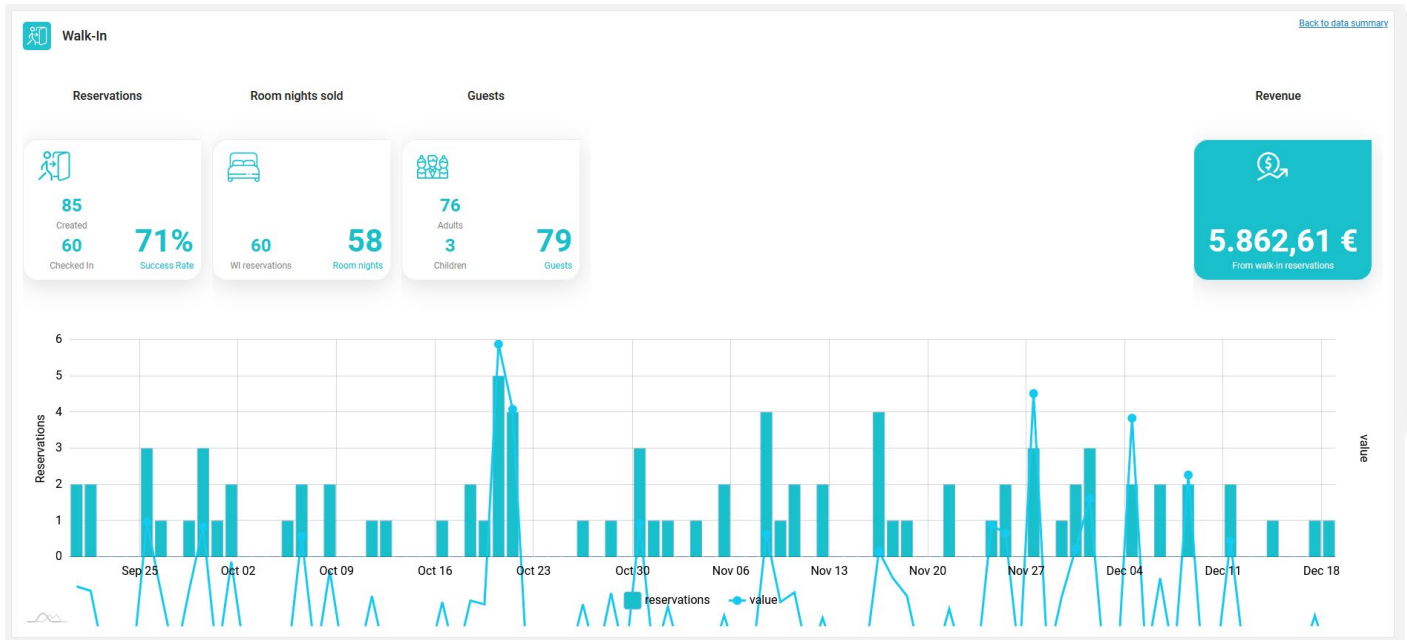 Back to data summary
Walk-In
Reservations Room nights sold Guests Revenue
85
Created
60
Checked In
71%
Success Rate
60
WI reservations
58
Room nights
76
Adults
3
Children
79
Guests
5.862,61 €
From walk-in reservations
6
5
4
3
2
1
0
Reservations
value
Sep 25 Oct 02 Oct 09 Oct 16 Oct 23 Oct 30 Nov 06 Nov 13 Nov 20 Nov 27 Dec 04 Dec 11 Dec 18
reservations value